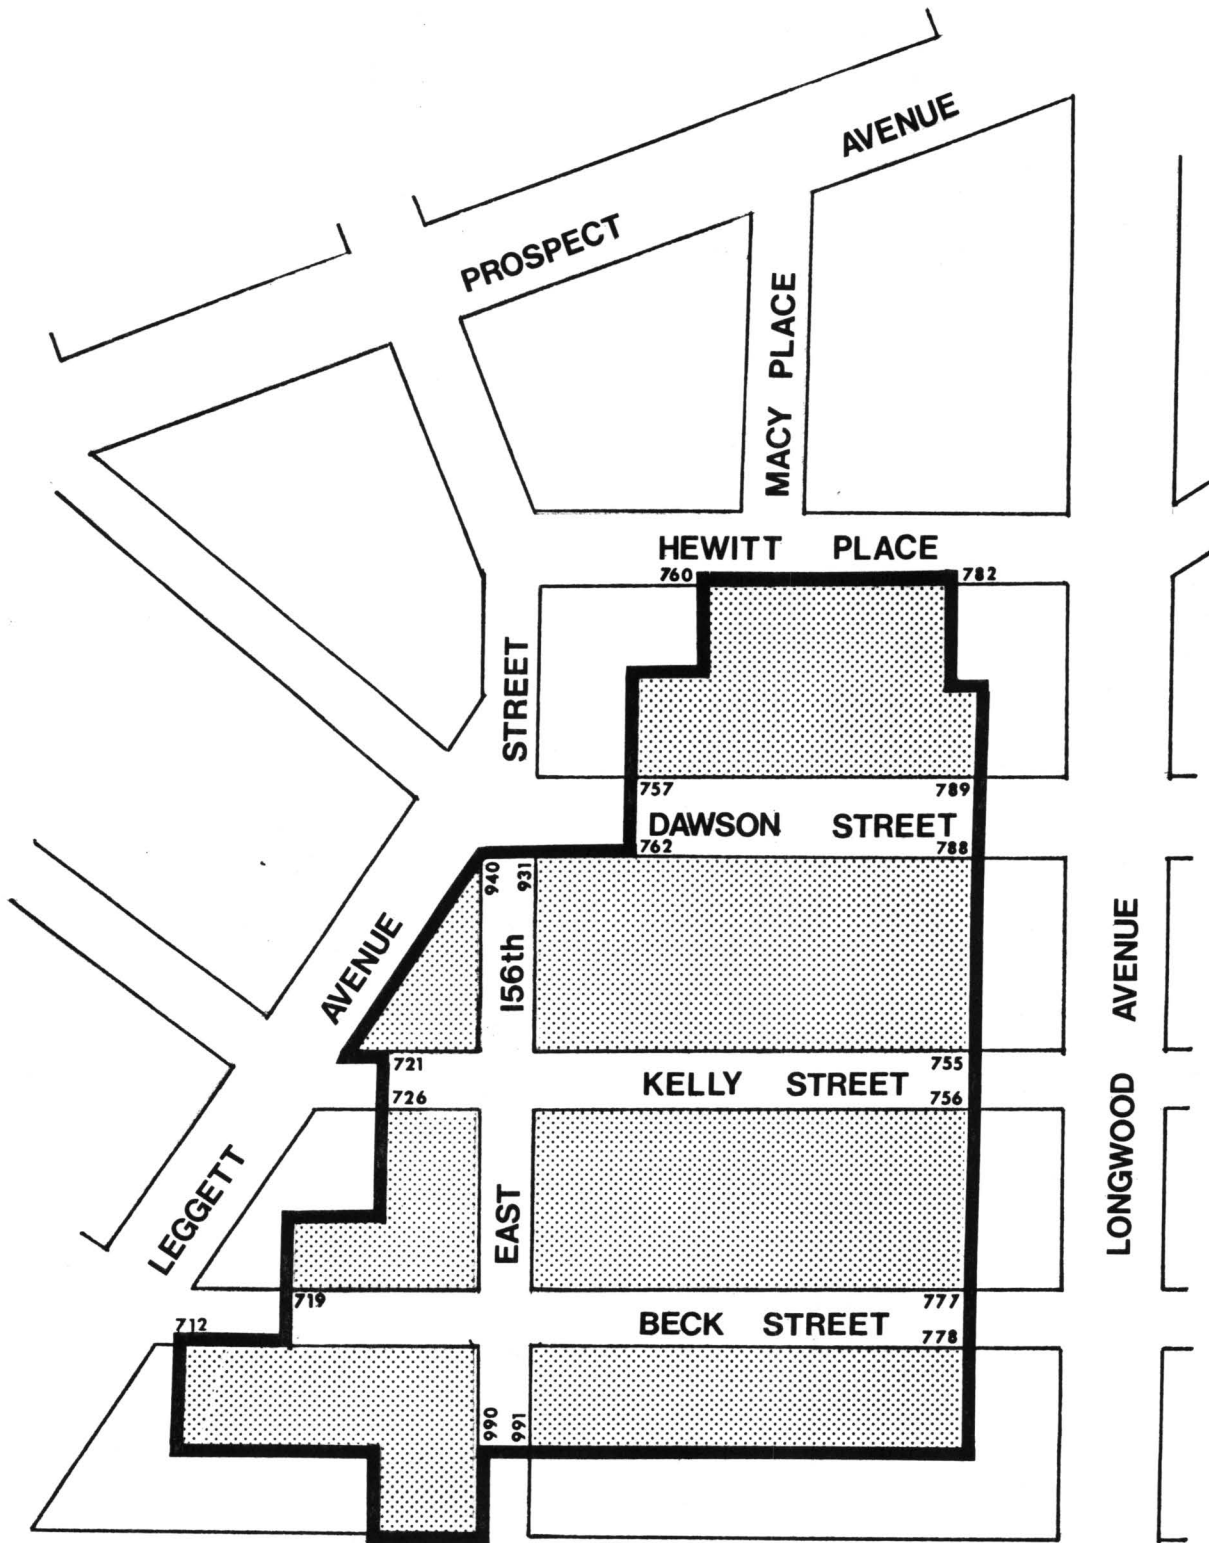 PROSPECT AVENUE
MACY PLACE
HEWITT PLACE
760 782
STREET
757 789
DAWSON STREET
762 788
940 931
AVENUE
156th
AVENUE
721 755
KELLY STREET
726 756
LEGGETT
EAST
LONGWOOD
719 777
712
BECK STREET
778
990 991